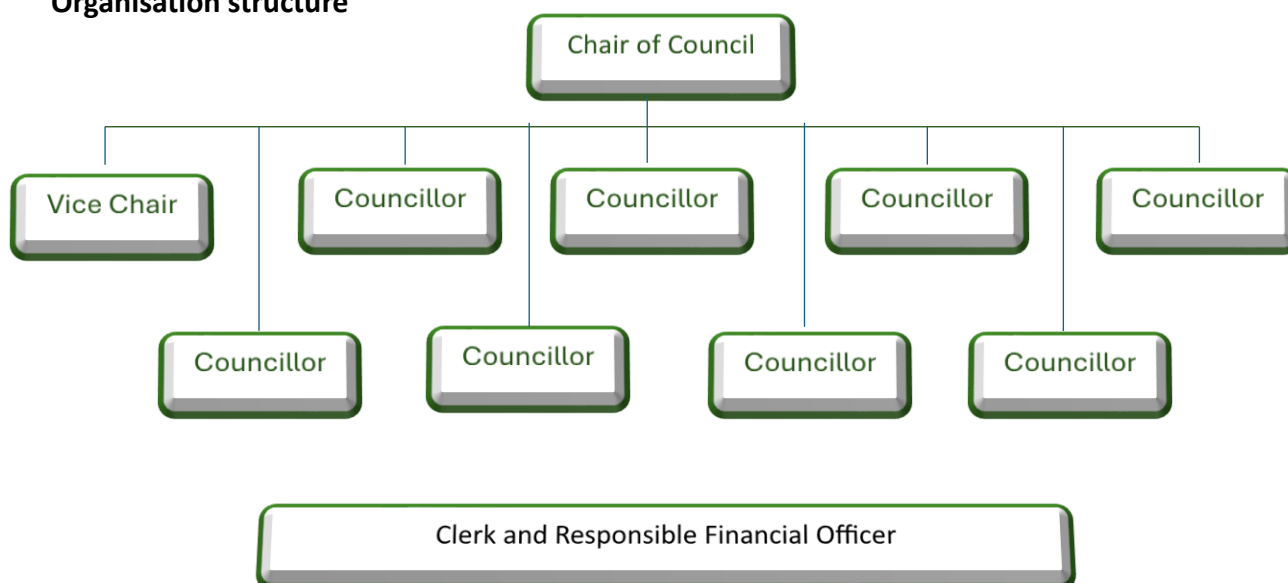 Organisation structure
Chair of Council
Vice Chair
Councillor
Councillor
Councillor
Councillor
Councillor
Councillor
Councillor
Councillor
Clerk and Responsible Financial Officer